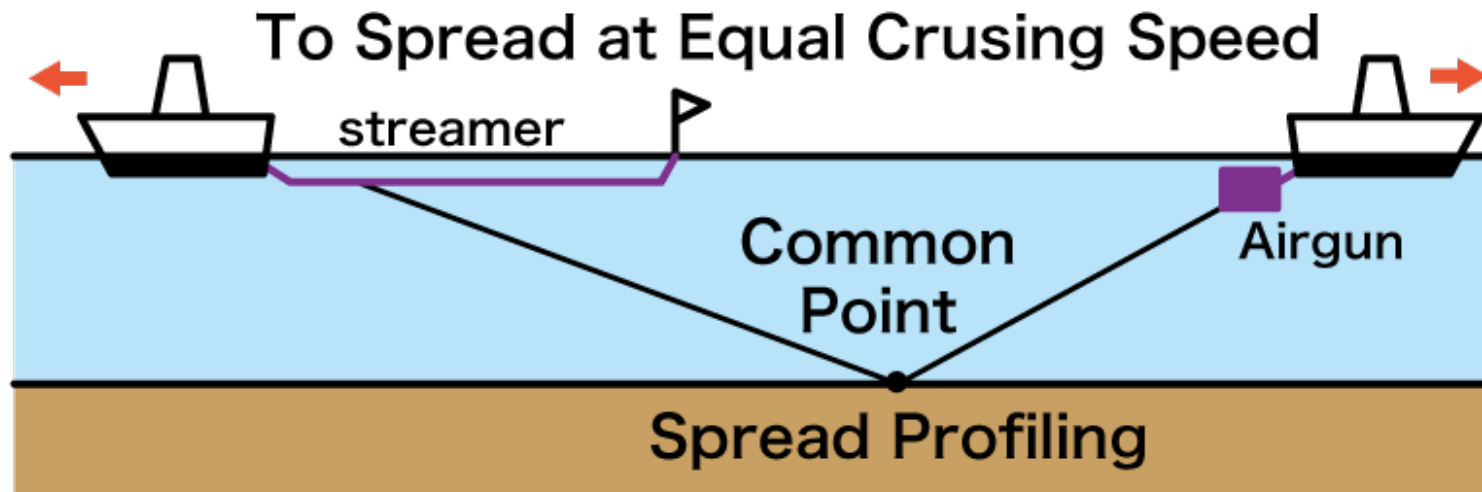 To Spread at Equal Crusing Speed
streamer
Common
Point
Airgun
Spread Profiling